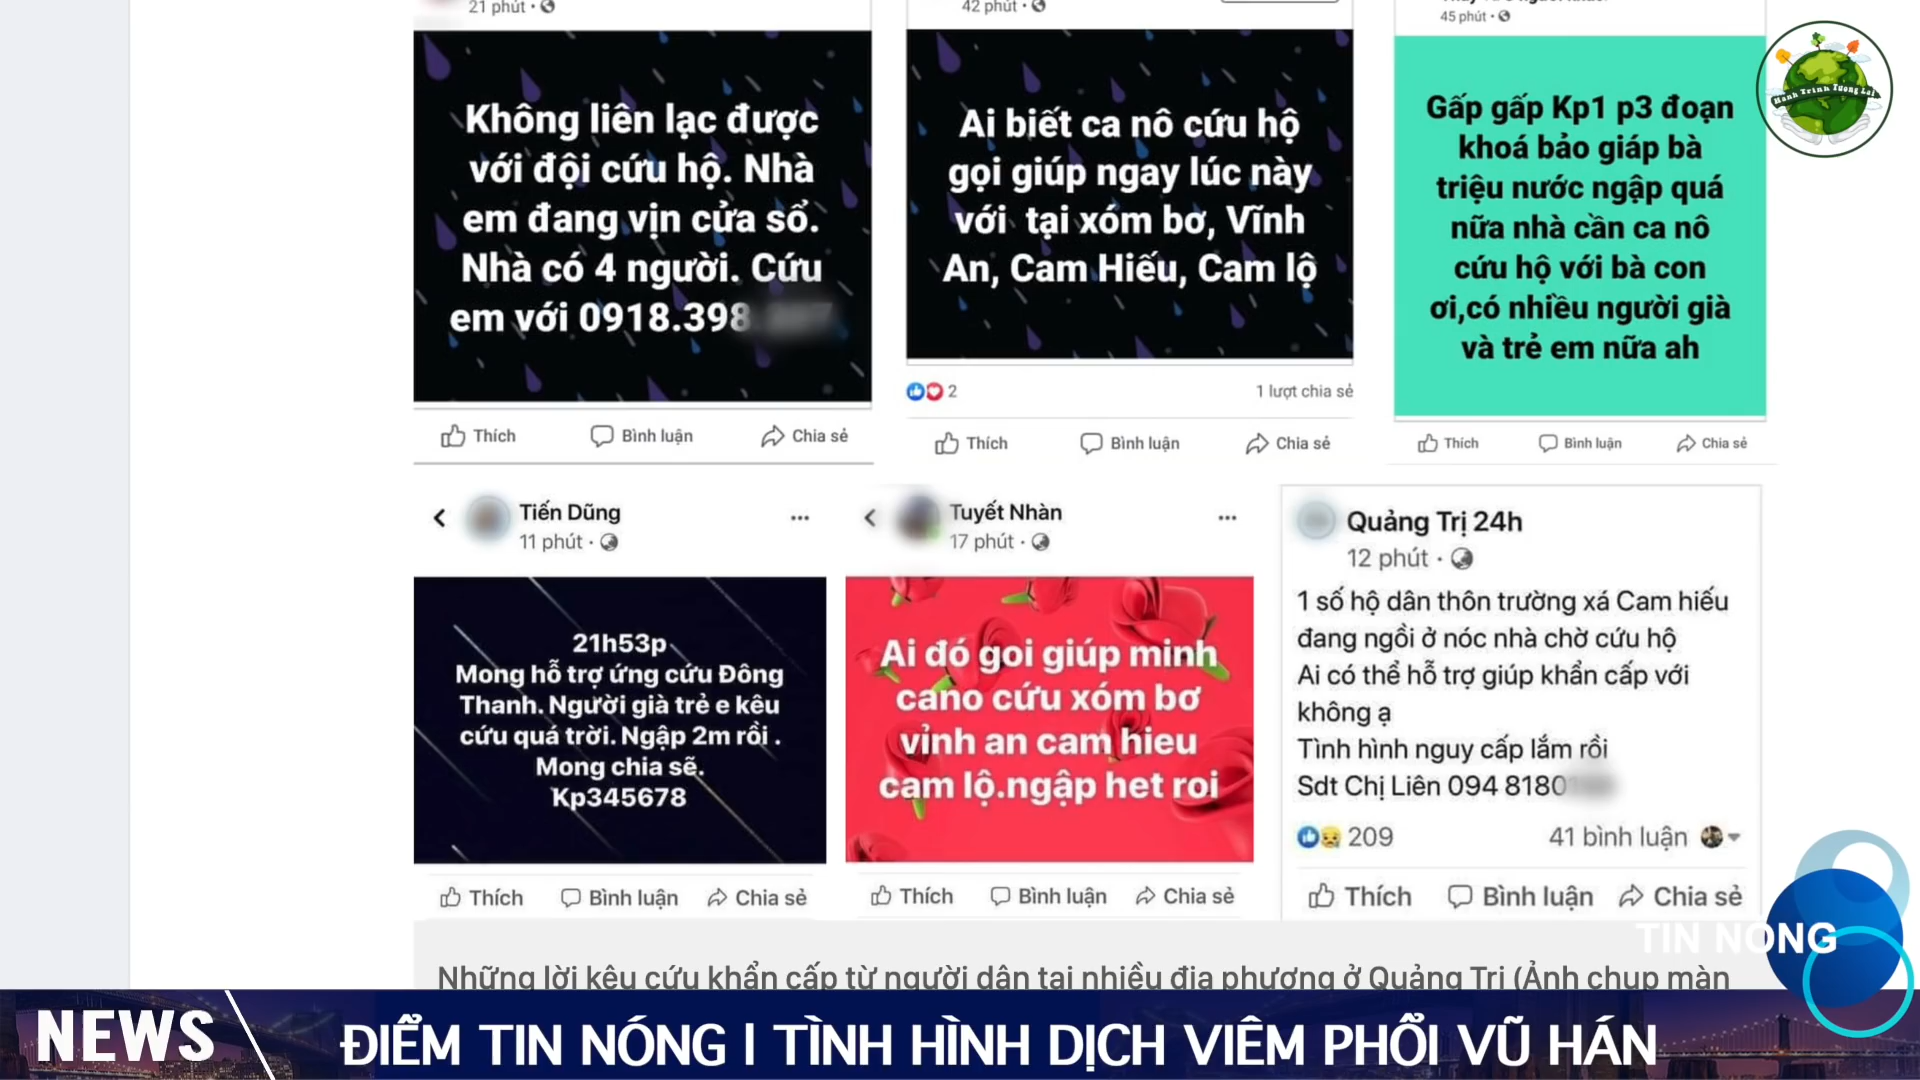 21 phút
Không liên lạc được
với đội cứu hộ. Nhà
em đang vịn cửa sổ.
Nhà có 4 người. Cứu
em với 0918.398
Thích Bình luận Chia sẻ
42 phút
Ai biết ca nô cứu hộ
gọi giúp ngay lúc này
với tại xóm bơ, Vĩnh
An, Cam Hiếu, Cam lộ
2 1 lượt chia sẻ
Thích Bình luận Chia sẻ
45 phút
Gấp gấp Kp1 p3 đoạn
khoá bảo giáp bà
triệu nước ngập quá
nữa nhà cần ca nô
cứu hộ với bà con
ơi,có nhiều người già
và trẻ em nữa ah
Thích Bình luận Chia sẻ
Hành Trình Tương Lai
Tiến Dũng
11 phút
21h53p
Mong hỗ trợ ứng cứu Đông
Thanh. Người già trẻ e kêu
cứu quá trời. Ngập 2m rồi .
Mong chia sẽ.
Kp345678
Thích Bình luận Chia sẻ
Tuyết Nhàn
17 phút
Ai đó goi giúp minh
cano cứu xóm bơ
vỉnh an cam hieu
cam lộ.ngập het roi
Thích Bình luận Chia sẻ
Quảng Trị 24h
12 phút
1 số hộ dân thôn trường xá Cam hiếu
đang ngồi ở nóc nhà chờ cứu hộ
Ai có thể hỗ trợ giúp khẩn cấp với
không ạ
Tình hình nguy cấp lắm rồi
Sdt Chị Liên 094 8180
209 41 bình luận
Thích Bình luận Chia sẻ
TIN NÓNG
Những lời kêu cứu khẩn cấp từ người dân tại nhiều địa phương ở Quảng Trị (Ảnh chụp màn
NEWS
ĐIỂM TIN NÓNG | TÌNH HÌNH DỊCH VIÊM PHỔI VŨ HÁN